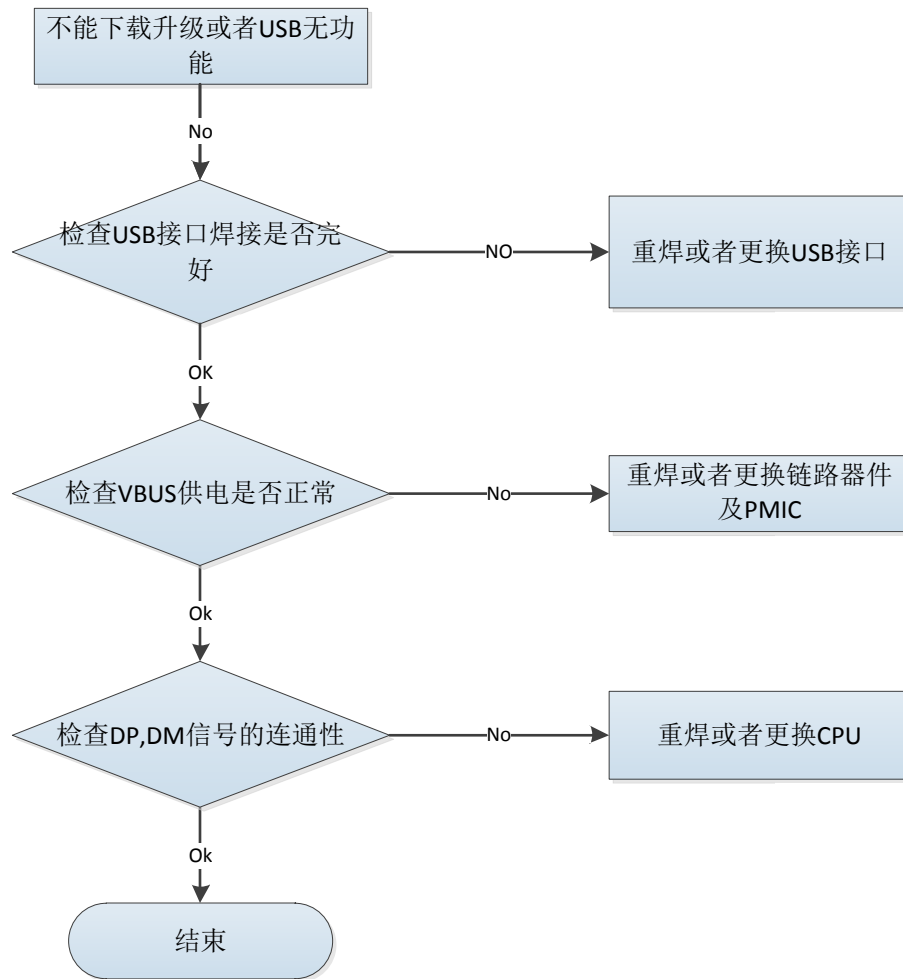 不能下载升级或者USB无功
能
No
检查USB接口焊接是否完
好
NO
重焊或者更换USB接口
OK
检查VBUS供电是否正常
No
重焊或者更换链路器件
及PMIC
Ok
检查DP,DM信号的连通性
No
重焊或者更换CPU
Ok
结束